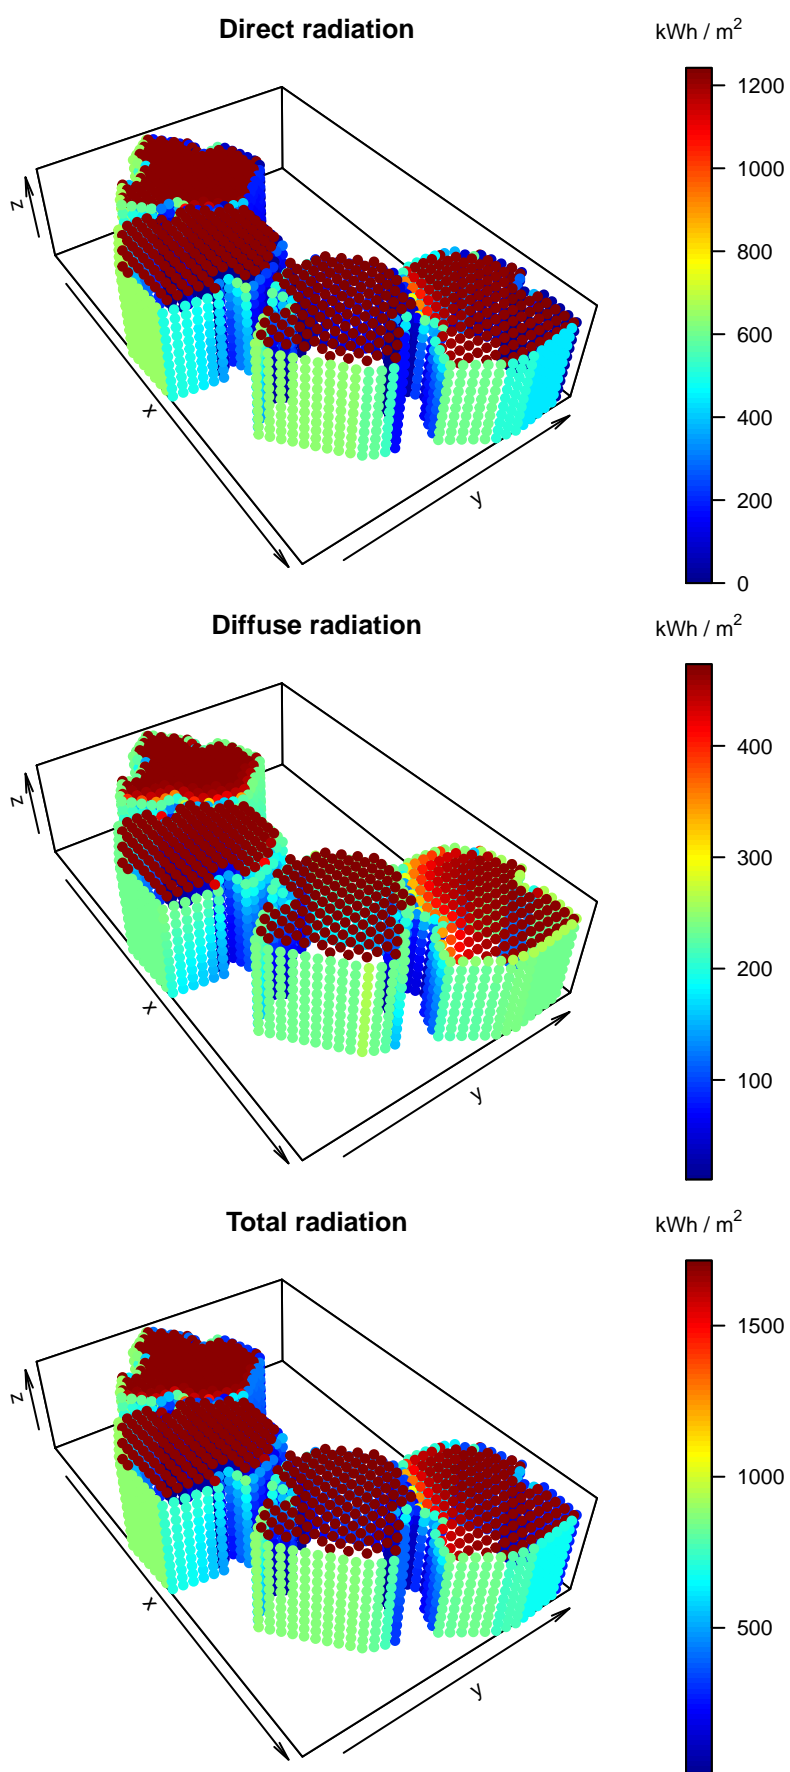 Direct radiation
kWh / m²
1200
1000
800
600
400
200
0
z
x
y
Diffuse radiation
kWh / m²
400
300
200
100
z
x
y
Total radiation
kWh / m²
1500
1000
500
z
x
y